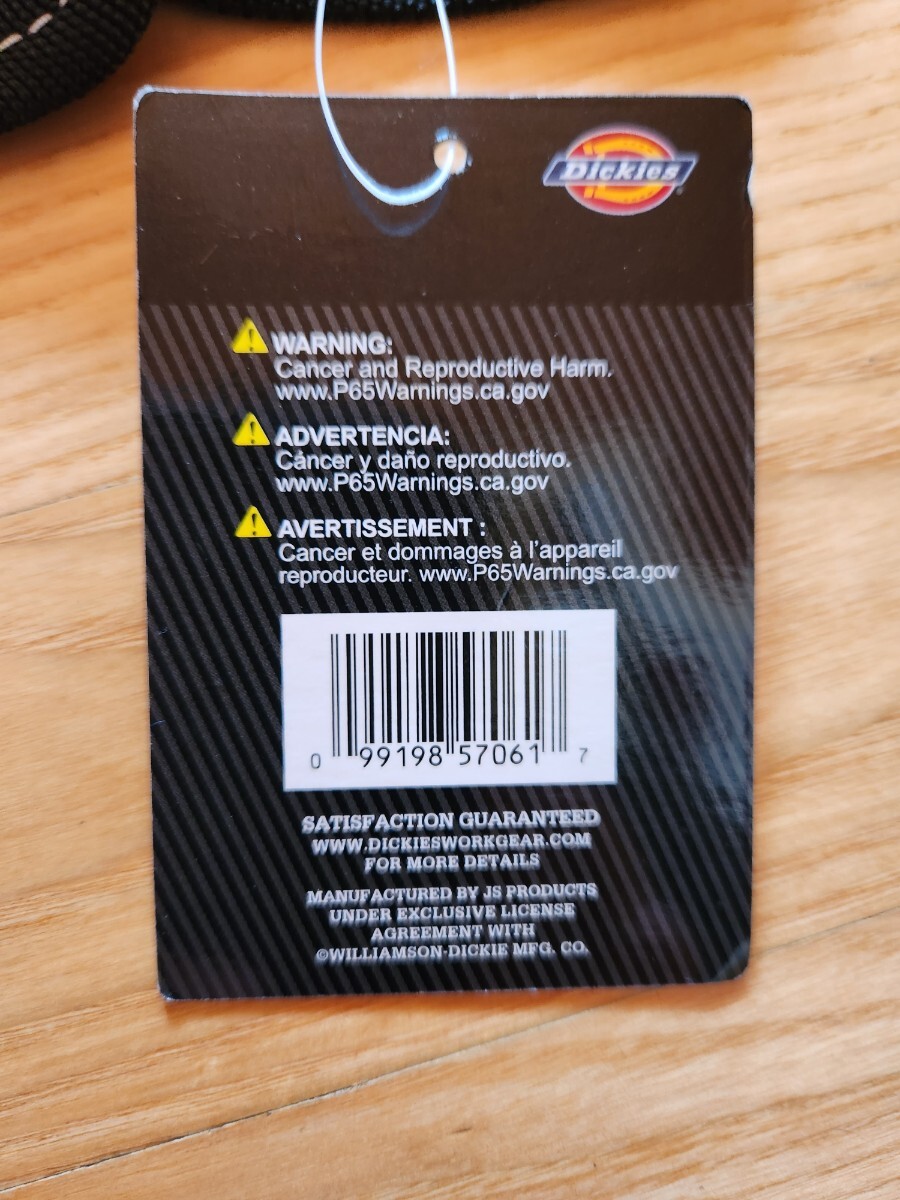 Dickies
WARNING:
Cancer and Reproductive Harm.
www.P65Warnings.ca.gov
ADVERTENCIA:
Cáncer y daño reproductivo.
www.P65Warnings.ca.gov
AVERTISSEMENT :
Cancer et dommages à l'appareil
reproducteur. www.P65Warnings.ca.gov
0 99198 57061 7
SATISFACTION GUARANTEED
WWW.DICKIESWORKGEAR.COM
FOR MORE DETAILS
MANUFACTURED BY JS PRODUCTS
UNDER EXCLUSIVE LICENSE
AGREEMENT WITH
©WILLIAMSON-DICKIE MFG. CO.